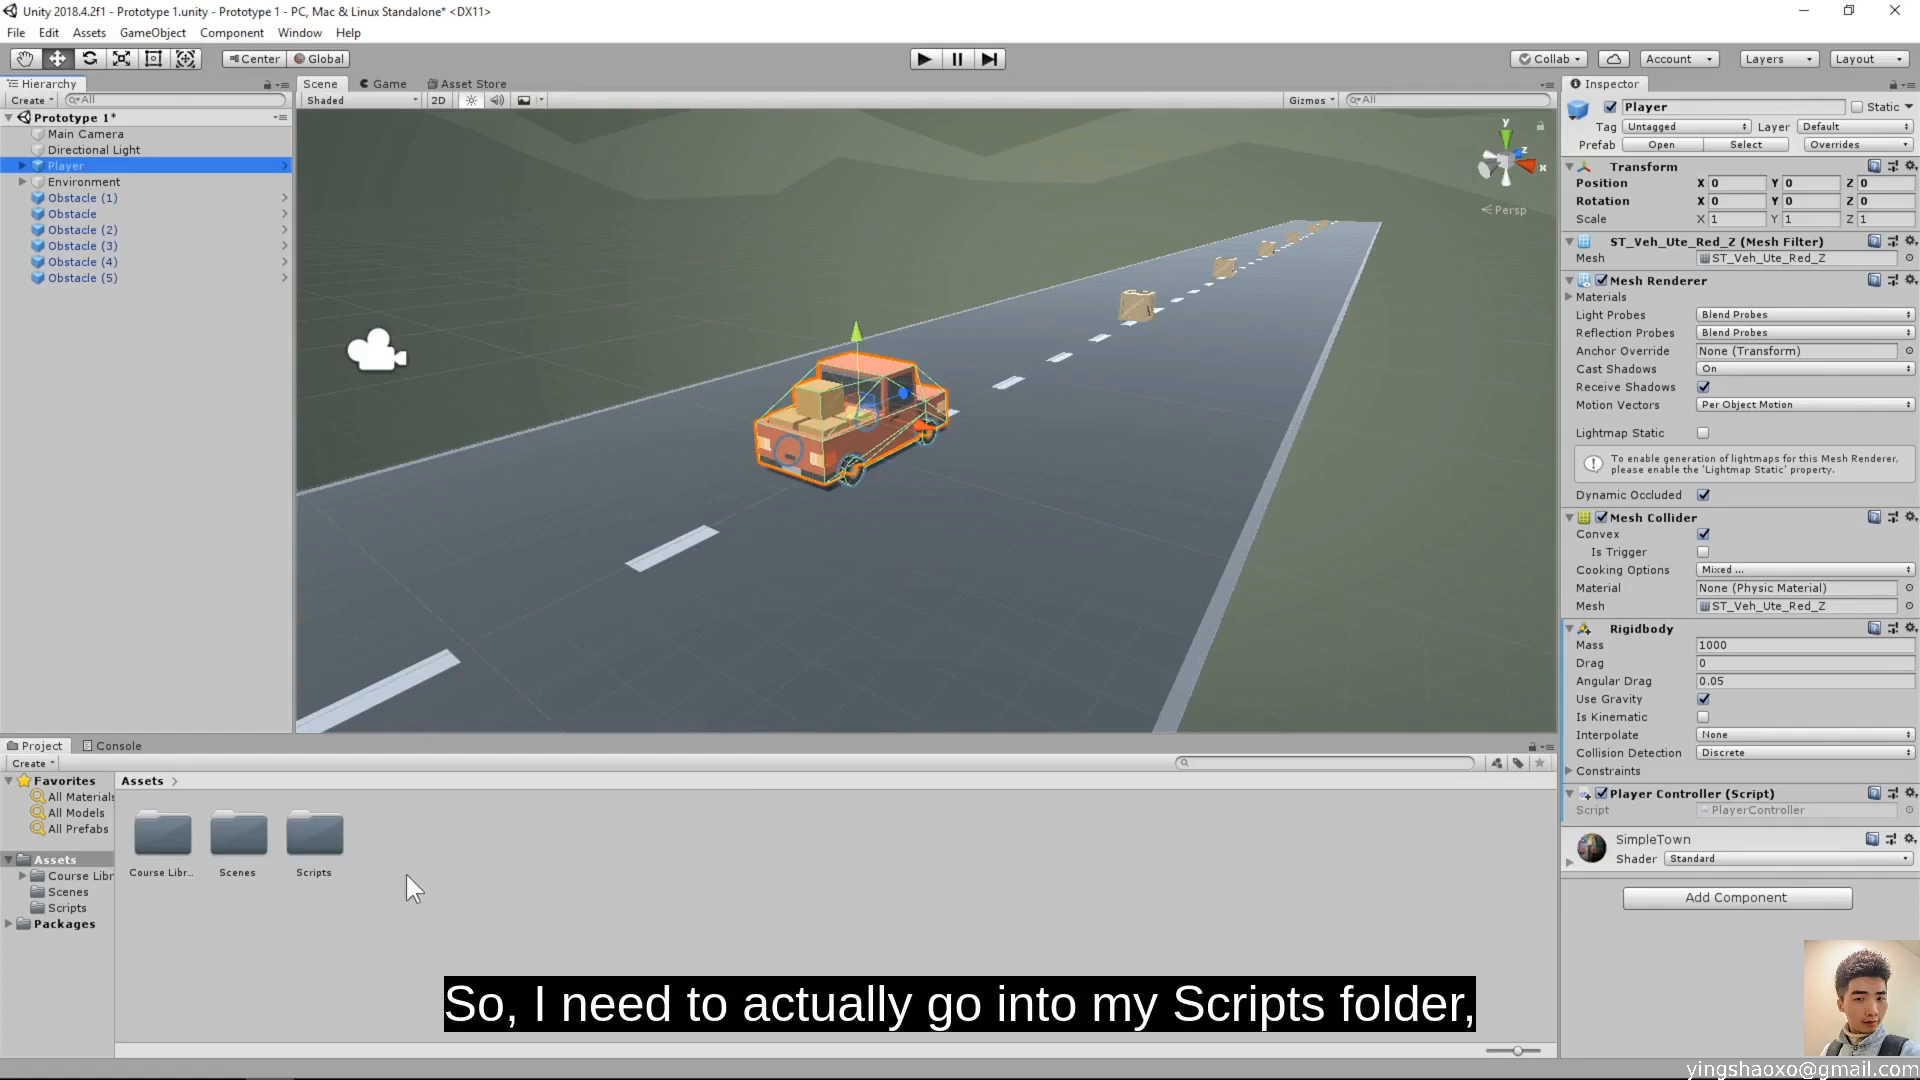 Unity 2018.4.2f1 - Prototype 1.unity - Prototype 1 - PC, Mac & Linux Standalone* <DX11>
File Edit Assets GameObject Component Window Help
Center Global
Collab Account Layers Layout
Hierarchy
Create All
Prototype 1*
Main Camera
Directional Light
Player
Environment
Obstacle (1)
Obstacle
Obstacle (2)
Obstacle (3)
Obstacle (4)
Obstacle (5)
Scene Game Asset Store
Shaded 2D Gizmos All
y
z
x
Persp
Inspector
Player Static
Tag Untagged Layer Default
Prefab Open Select Overrides
Transform
Position X 0 Y 0 Z 0
Rotation X 0 Y 0 Z 0
Scale X 1 Y 1 Z 1
ST_Veh_Ute_Red_Z (Mesh Filter)
Mesh ST_Veh_Ute_Red_Z
Mesh Renderer
Materials
Light Probes Blend Probes
Reflection Probes Blend Probes
Anchor Override None (Transform)
Cast Shadows On
Receive Shadows
Motion Vectors Per Object Motion
Lightmap Static
To enable generation of lightmaps for this Mesh Renderer,
please enable the 'Lightmap Static' property.
Dynamic Occluded
Mesh Collider
Convex
Is Trigger
Cooking Options Mixed ...
Material None (Physic Material)
Mesh ST_Veh_Ute_Red_Z
Rigidbody
Mass 1000
Drag 0
Angular Drag 0.05
Use Gravity
Is Kinematic
Interpolate None
Collision Detection Discrete
Constraints
Player Controller (Script)
Script PlayerController
SimpleTown
Shader Standard
Add Component
Project Console
Create
Favorites
All Materials
All Models
All Prefabs
Assets
Course Libr
Scenes
Scripts
Packages
Assets
Course Libr...
Scenes
Scripts
So, I need to actually go into my Scripts folder,
yingshaoxo@gmail.com